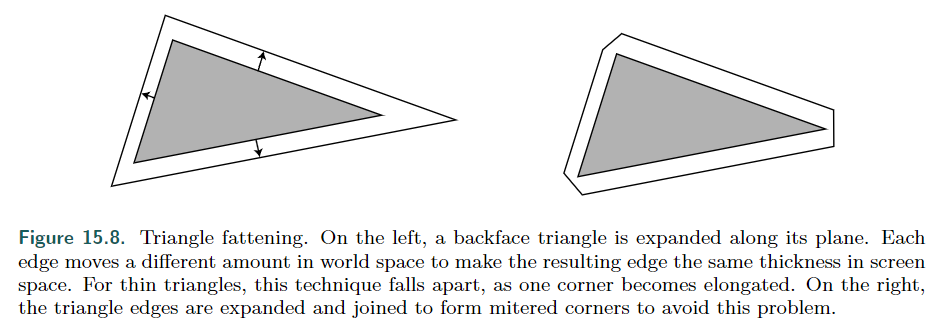 Figure 15.8. Triangle fattening. On the left, a backface triangle is expanded along its plane. Each
edge moves a different amount in world space to make the resulting edge the same thickness in screen
space. For thin triangles, this technique falls apart, as one corner becomes elongated. On the right,
the triangle edges are expanded and joined to form mitered corners to avoid this problem.